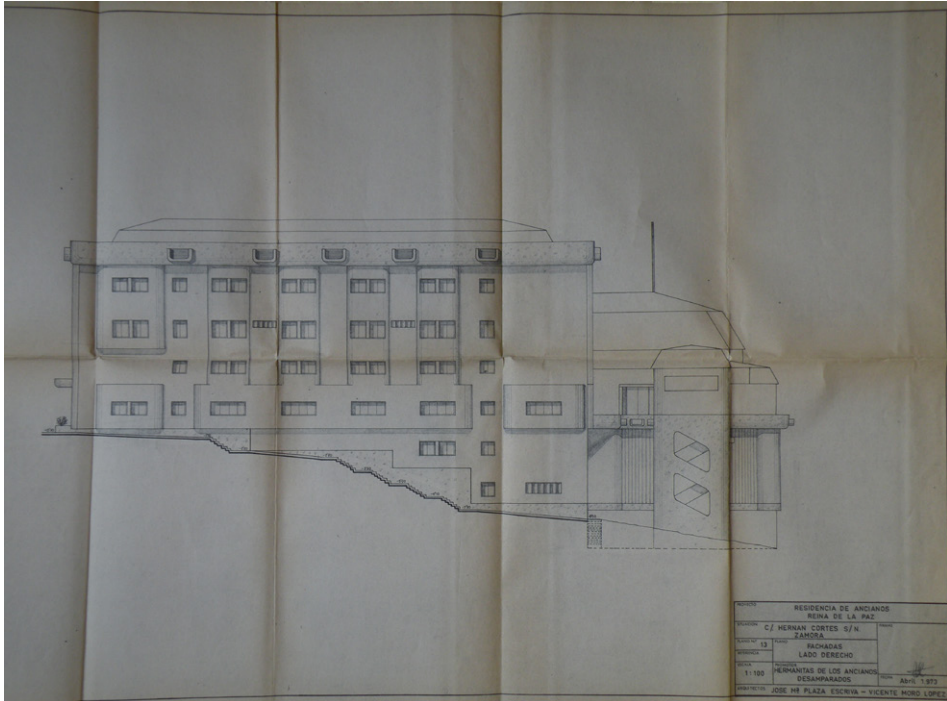 RESIDENCIA DE ANCIANOS
REINA DE LA PAZ
C/ HERNAN CORTES S/N.
ZAMORA
13
FACHADAS
LADO DERECHO
1:100
HERMANITAS DE LOS ANCIANOS
DESAMPARADOS
Abril 1.973
JOSE Mª PLAZA ESCRIVA - VICENTE MORO LOPEZ